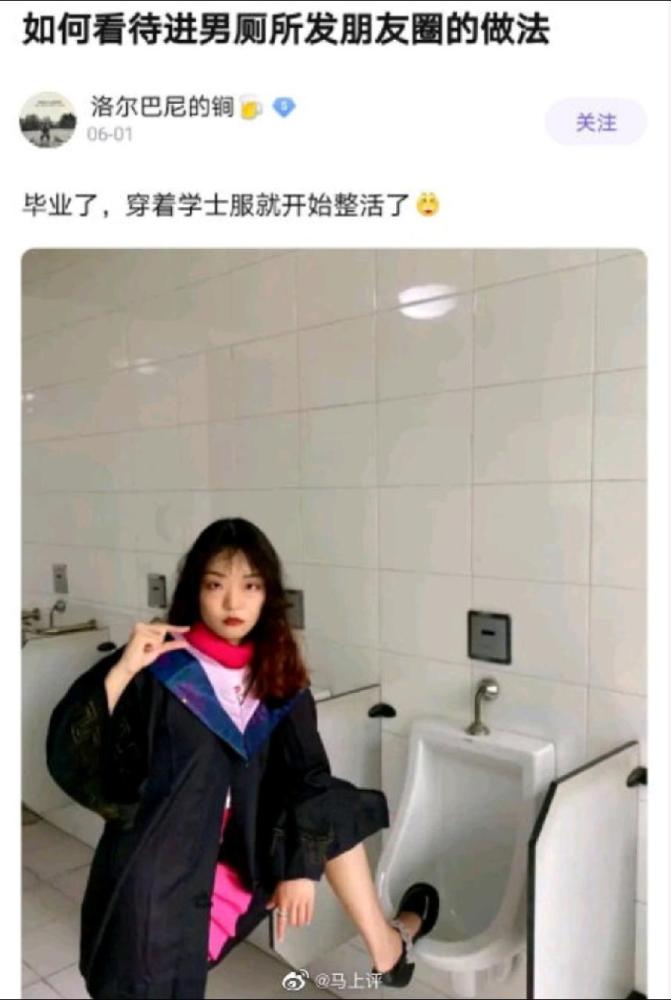 如何看待进男厕所发朋友圈的做法
洛尔巴尼的锏
06-01
关注
毕业了，穿着学士服就开始整活了
@马上评